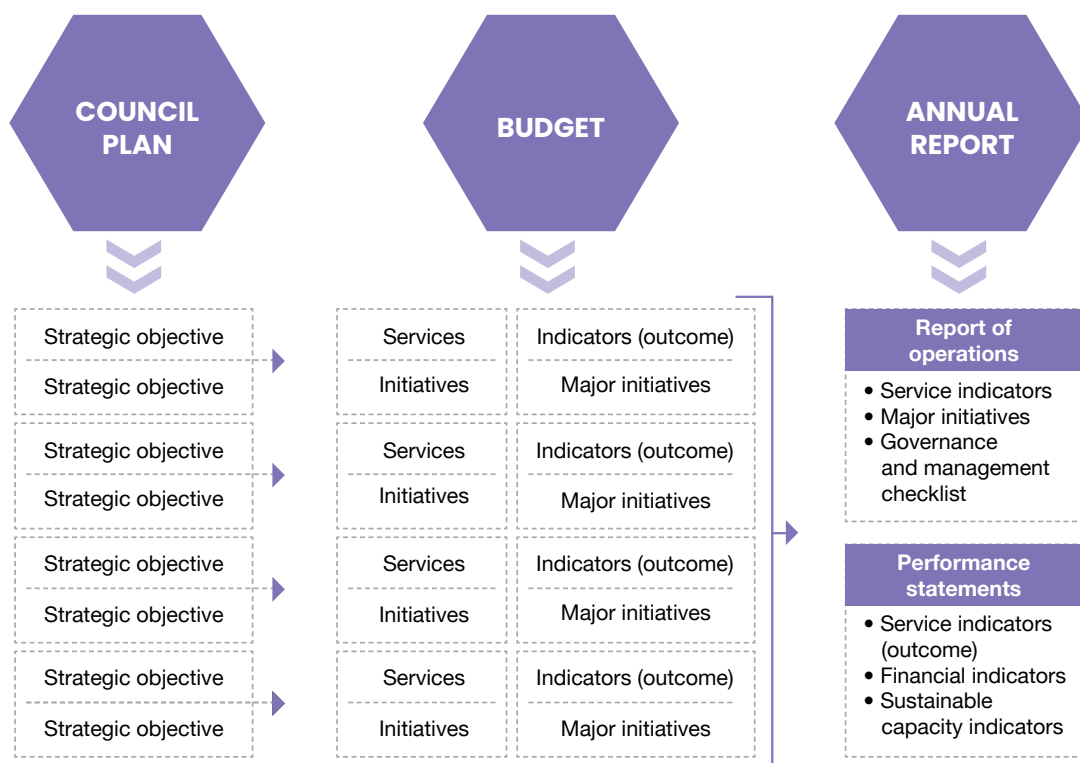 COUNCIL
PLAN
BUDGET
ANNUAL
REPORT
Strategic objective
Strategic objective
Strategic objective
Strategic objective
Strategic objective
Strategic objective
Strategic objective
Strategic objective
Services
Indicators (outcome)
Initiatives
Major initiatives
Services
Indicators (outcome)
Initiatives
Major initiatives
Services
Indicators (outcome)
Initiatives
Major initiatives
Services
Indicators (outcome)
Initiatives
Major initiatives
Report of
operations
• Service indicators
• Major initiatives
• Governance
and management
checklist
Performance
statements
• Service indicators
(outcome)
• Financial indicators
• Sustainable
capacity indicators